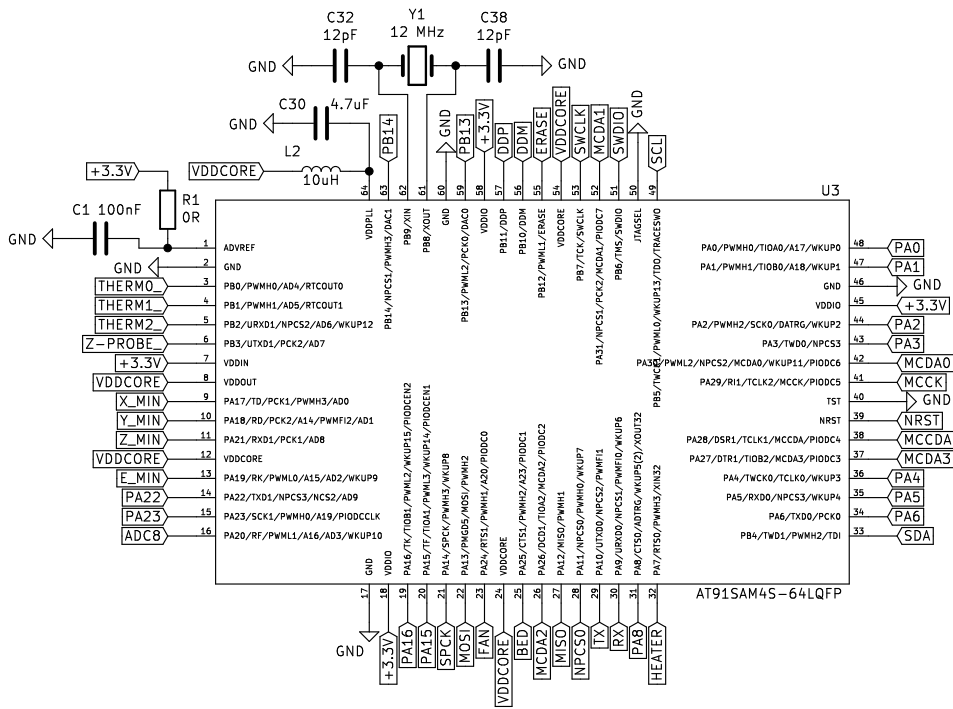 C32
12pF
Y1
12 MHz
C38
12pF
GND
GND
C30
4.7uF
GND
L2
10uH
VDDCORE
+3.3V
R1
0R
C1 100nF
GND
GND
PB14
GND
PB13
+3.3V
DDP
DDM
ERASE
VDDCORE
SWCLK
MCDA1
SWDIO
GND
SCL
64 63 62 61 60 59 58 57 56 55 54 53 52 51 50 49
U3
VDDPLL
PB14/NPCS1/PWMH3/DAC1
PB9/XIN
PB8/XOUT
GND
PB13/PWML2/PCK0/DAC0
VDDIO
PB11/DDP
PB10/DDM
PB12/PWML1/ERASE
VDDCORE
PB7/TCK/SWCLK
PA31/NPCS1/PCK2/MCDA1/PIODC7
PB6/TMS/SWDIO
JTAGSEL
PB5/TWCK1/PWML0/WKUP13/TDO/TRACESWO
1 ADVREF
2 GND
THERM0_ 3 PB0/PWMH0/AD4/RTCOUT0
THERM1_ 4 PB1/PWMH1/AD5/RTCOUT1
THERM2_ 5 PB2/URXD1/NPCS2/AD6/WKUP12
Z-PROBE_ 6 PB3/UTXD1/PCK2/AD7
+3.3V 7 VDDIN
VDDCORE 8 VDDOUT
X_MIN 9 PA17/TD/PCK1/PWMH3/AD0
Y_MIN 10 PA18/RD/PCK2/A14/PWMFI2/AD1
Z_MIN 11 PA21/RXD1/PCK1/AD8
VDDCORE 12 VDDCORE
E_MIN 13 PA19/RK/PWML0/A15/AD2/WKUP9
PA22 14 PA22/TXD1/NPCS3/NCS2/AD9
PA23 15 PA23/SCK1/PWMH0/A19/PIODCCLK
ADC8 16 PA20/RF/PWML1/A16/AD3/WKUP10
PA0/PWMH0/TIOA0/A17/WKUP0 48 PA0
PA1/PWMH1/TIOB0/A18/WKUP1 47 PA1
GND 46 GND
VDDIO 45 +3.3V
PA2/PWMH2/SCK0/DATRG/WKUP2 44 PA2
PA3/TWD0/NPCS3 43 PA3
PA30/PWML2/NPCS2/MCDA0/WKUP11/PIODC6 42 MCDA0
PA29/RI1/TCLK2/MCCK/PIODC5 41 MCCK
TST 40 GND
NRST 39 NRST
PA28/DSR1/TCLK1/MCCDA/PIODC4 38 MCCDA
PA27/DTR1/TIOB2/MCDA3/PIODC3 37 MCDA3
PA4/TWCK0/TCLK0/WKUP3 36 PA4
PA5/RXD0/NPCS3/WKUP4 35 PA5
PA6/TXD0/PCK0 34 PA6
PB4/TWD1/PWMH2/TDI 33 SDA
GND
VDDIO
PA16/TK/TIOB1/PWML2/WKUP15/PIODCEN2
PA15/TF/TIOA1/PWML3/WKUP14/PIODCEN1
PA14/SPCK/PWMH3/WKUP8
PA13/PMGD5/MOSI/PWMH2
PA24/RTS1/PWMH1/A20/PIODC0
VDDCORE
PA25/CTS1/PWMH2/A23/PIODC1
PA26/DCD1/TIOA2/MCDA2/PIODC2
PA12/MISO/PWMH1
PA11/NPCS0/PWMH0/WKUP7
PA10/UTXD0/NPCS2/PWMFI1
PA9/URXD0/NPCS1/PWMFI0/WKUP6
PA8/CTS0/ADTRG/WKUP5(2)/XOUT32
PA7/RTS0/PWMH3/XIN32
17 18 19 20 21 22 23 24 25 26 27 28 29 30 31 32
AT91SAM4S-64LQFP
GND
+3.3V
PA16
PA15
SPCK
MOSI
FAN
VDDCORE
BED
MCDA2
MISO
NPCS0
TX
RX
PA8
HEATER